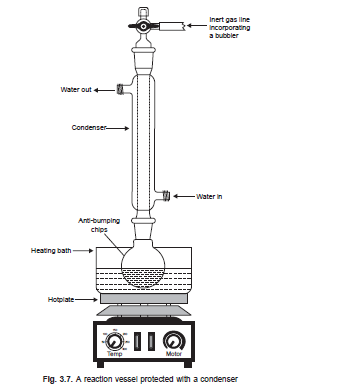 Inert gas line
incorporating
a bubbler
Water out
Condenser
Water in
Anti-bumping
chips
Heating bath
Hotplate
Temp
Motor
Fig. 3.7. A reaction vessel protected with a condenser